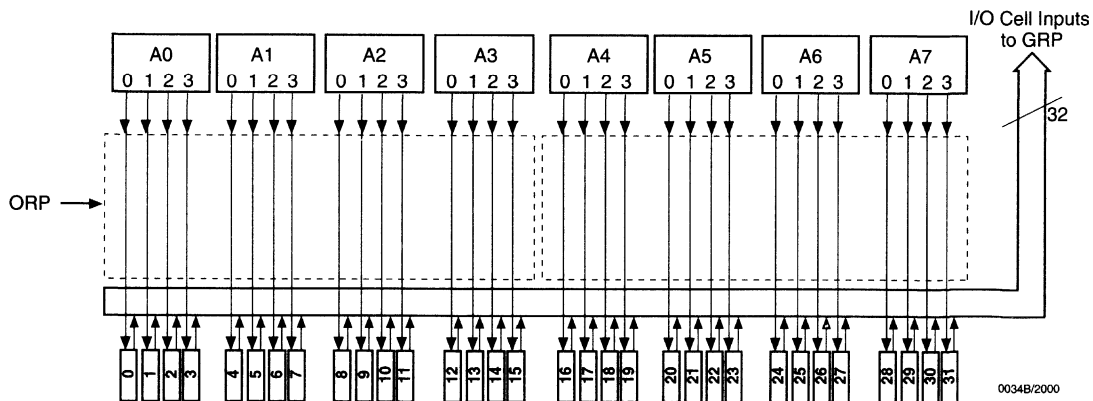 I/O Cell Inputs
to GRP
A0 A1 A2 A3 A4 A5 A6 A7
0 1 2 3 0 1 2 3 0 1 2 3 0 1 2 3 0 1 2 3 0 1 2 3 0 1 2 3 0 1 2 3
32
ORP
0 1 2 3 4 5 6 7 8 9 10 11 12 13 14 15 16 17 18 19 20 21 22 23 24 25 26 27 28 29 30 31
0034B/2000